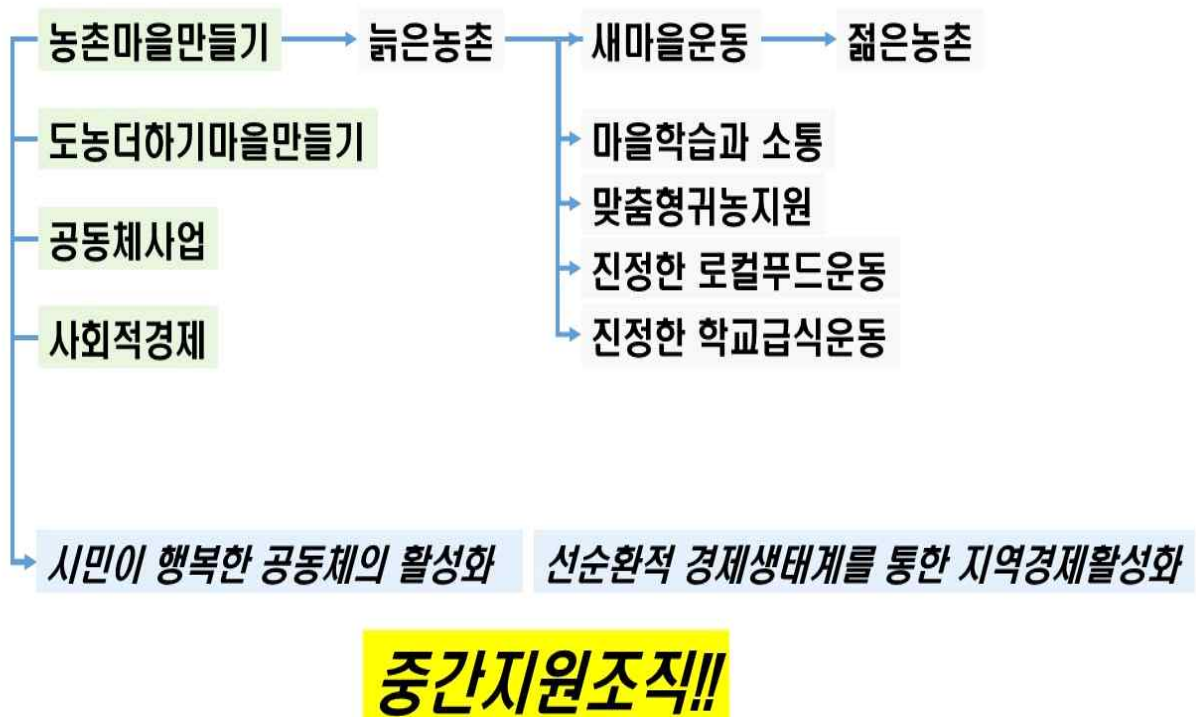 농촌마을만들기 늙은농촌 새마을운동 젊은농촌
도농더하기마을만들기 마을학습과 소통
맞춤형귀농지원
공동체사업
진정한 로컬푸드운동
사회적경제 진정한 학교급식운동
시민이 행복한 공동체의 활성화 선순환적 경제생태계를 통한 지역경제활성화
중간지원조직!!